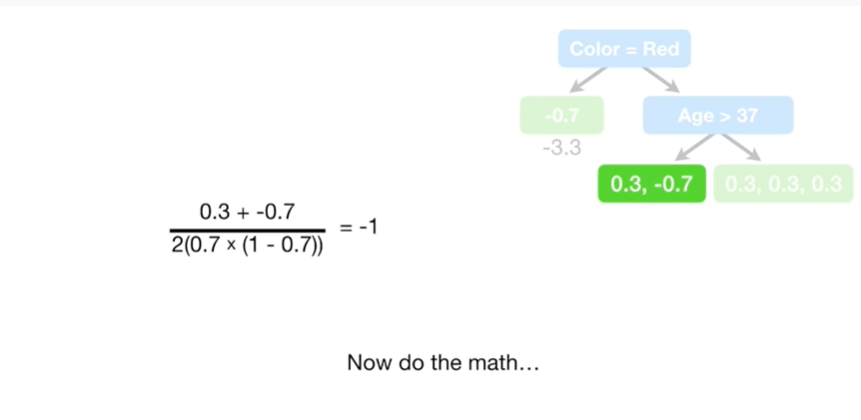 Color = Red
-0.7
Age > 37
-3.3
0.3, -0.7
0.3, 0.3, 0.3
0.3 + -0.7
2(0.7 × (1 - 0.7))
= -1
Now do the math…